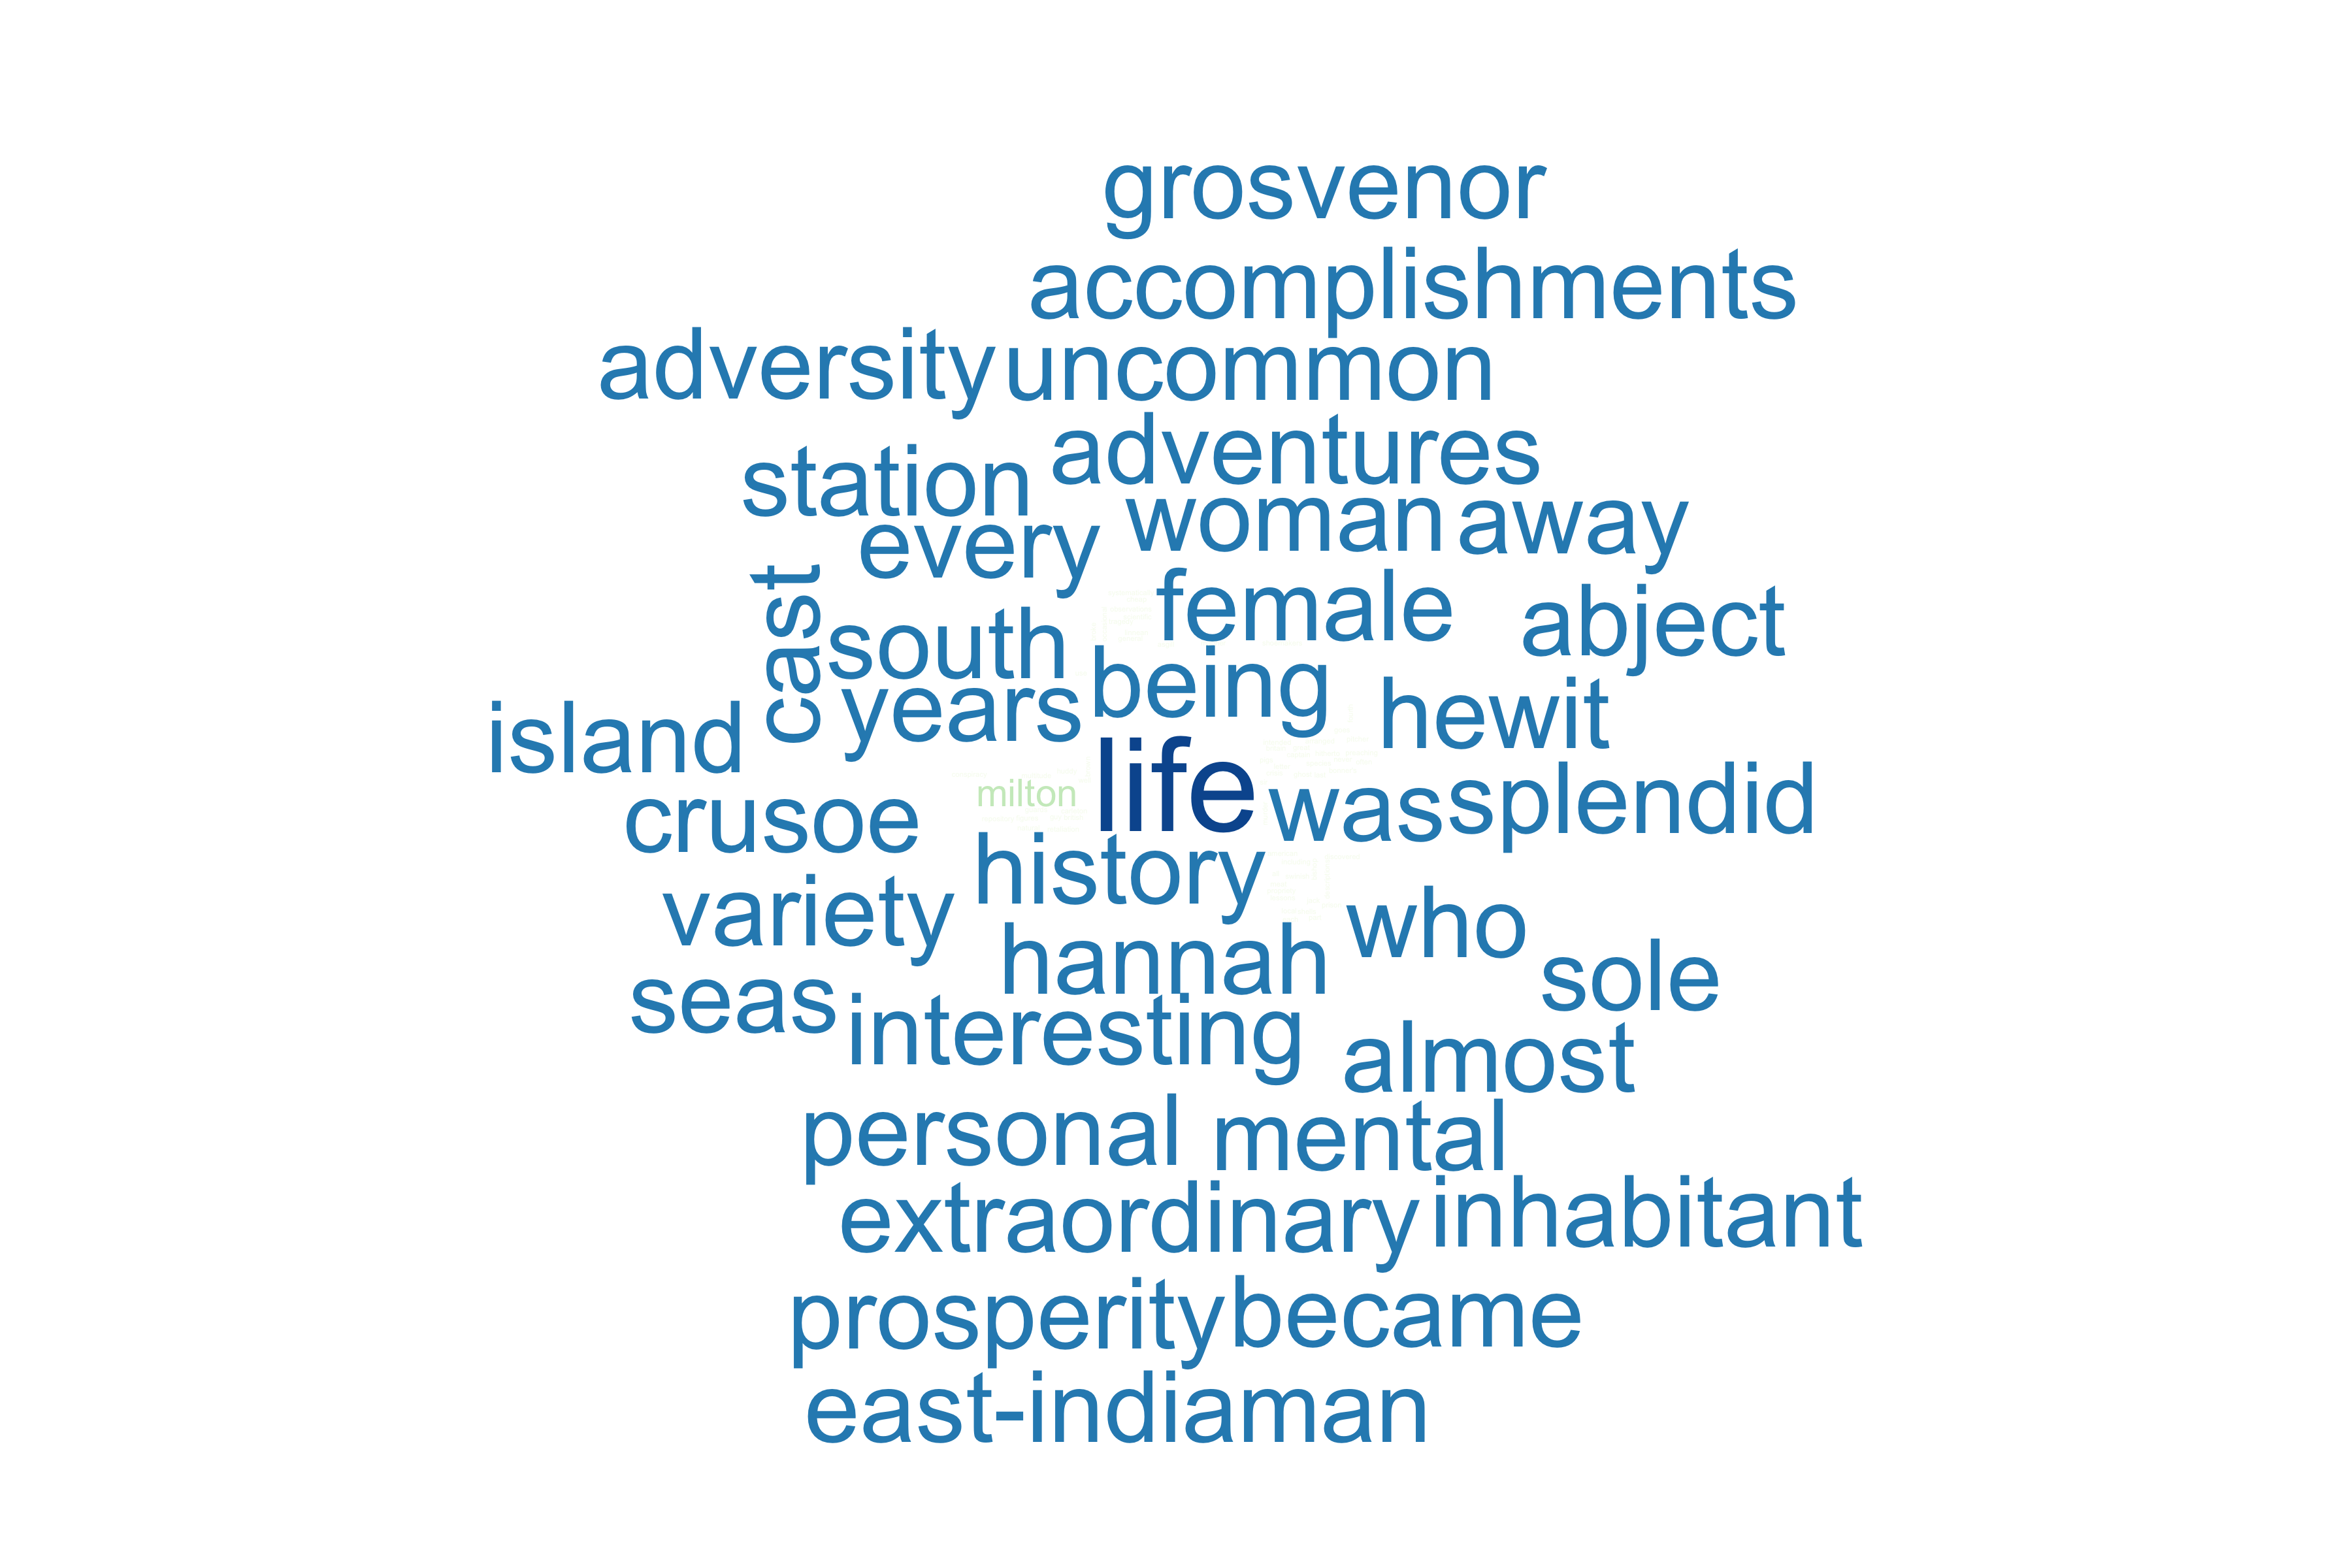 grosvenor
accomplishments
adversity uncommon
station adventures
every woman away
cast south female abject
years being hewit
island
milton life was splendid
crusoe
history
variety who
hannah sole
seas interesting
almost
personal mental
extraordinary inhabitant
prosperity became
east-indiaman